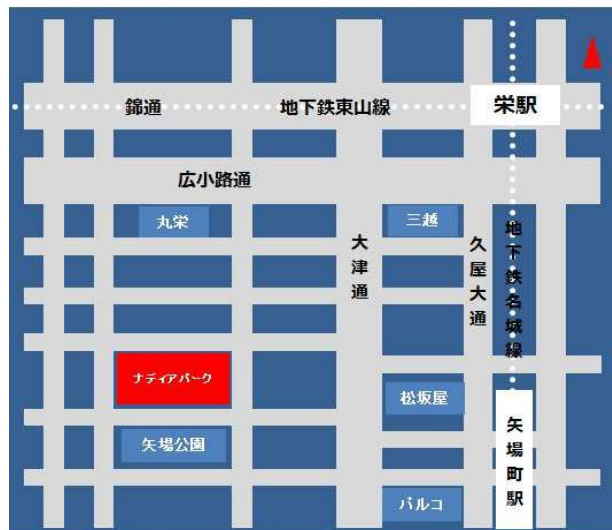 錦通
地下鉄東山線
栄駅
広小路通
丸栄
三越
大津通
久屋大通
地下鉄名城線
ナディアパーク
松坂屋
矢場公園
矢場町駅
パルコ